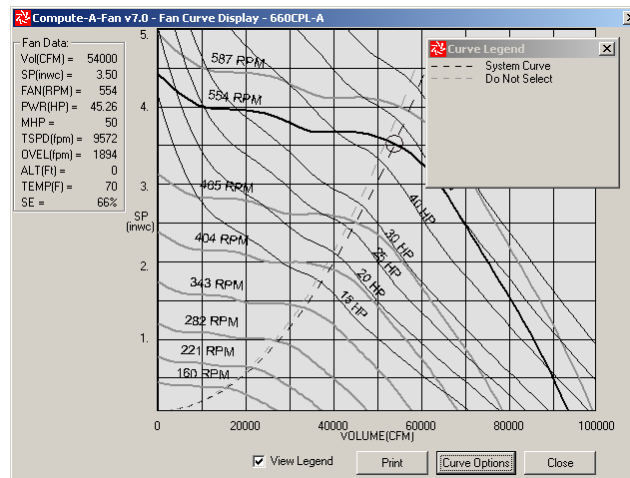 Compute-A-Fan v7.0 - Fan Curve Display - 660CPL-A
Fan Data:
Vol(CFM) = 54000
SP(inwc) = 3.50
FAN(RPM) = 554
PWR(HP) = 45.26
MHP = 50
TSPD(fpm) = 9572
OVEL(fpm) = 1894
ALT(Ft) = 0
TEMP(F) = 70
SE = 66%
Curve Legend
System Curve
Do Not Select
5.
4.
3.
SP
(inwc)
2.
1.
587 RPM
554 RPM
465 RPM
404 RPM
343 RPM
282 RPM
221 RPM
160 RPM
40 HP
30 HP
25 HP
20 HP
15 HP
0 20000 40000 60000 80000 100000
VOLUME(CFM)
View Legend Print Curve Options Close